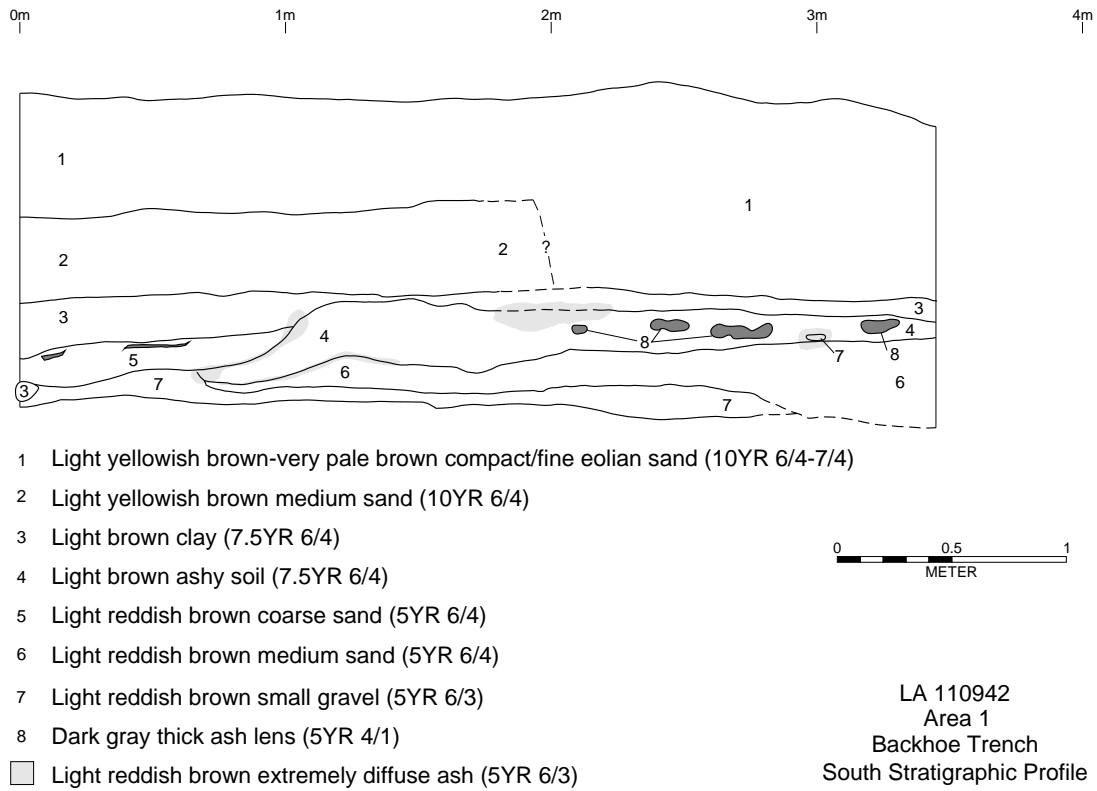 0m 1m 2m 3m 4m
1
1
2
2
?
3
3
4
4
8
8
7
5
6
6
7
7
3
1 Light yellowish brown-very pale brown compact/fine eolian sand (10YR 6/4-7/4)
2 Light yellowish brown medium sand (10YR 6/4)
3 Light brown clay (7.5YR 6/4)
4 Light brown ashy soil (7.5YR 6/4)
5 Light reddish brown coarse sand (5YR 6/4)
6 Light reddish brown medium sand (5YR 6/4)
7 Light reddish brown small gravel (5YR 6/3)
8 Dark gray thick ash lens (5YR 4/1)
Light reddish brown extremely diffuse ash (5YR 6/3)
0 0.5 1
METER
LA 110942
Area 1
Backhoe Trench
South Stratigraphic Profile